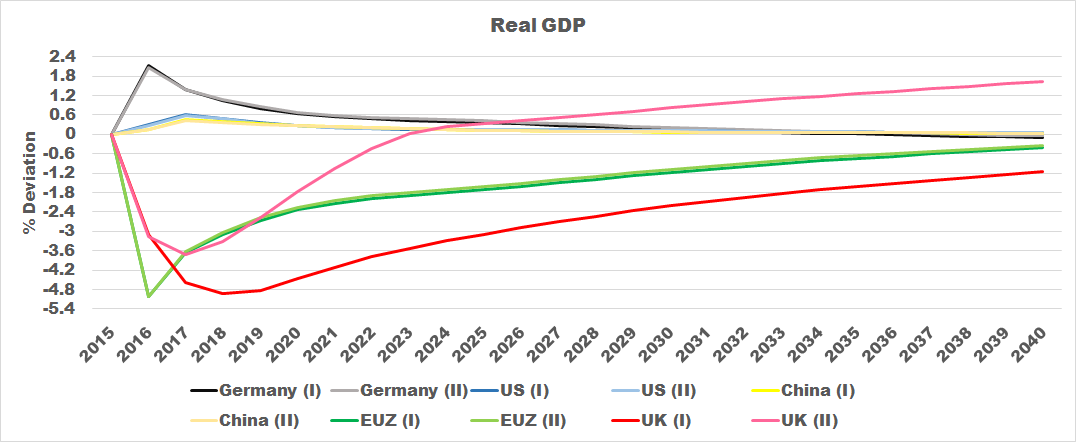 Real GDP
% Deviation
2.4
1.8
1.2
0.6
0
-0.6
-1.2
-1.8
-2.4
-3
-3.6
-4.2
-4.8
-5.4
2015 2016 2017 2018 2019 2020 2021 2022 2023 2024 2025 2026 2027 2028 2029 2030 2031 2032 2033 2034 2035 2036 2037 2038 2039 2040
Germany (I) Germany (II) US (I) US (II) China (I)
China (II) EUZ (I) EUZ (II) UK (I) UK (II)